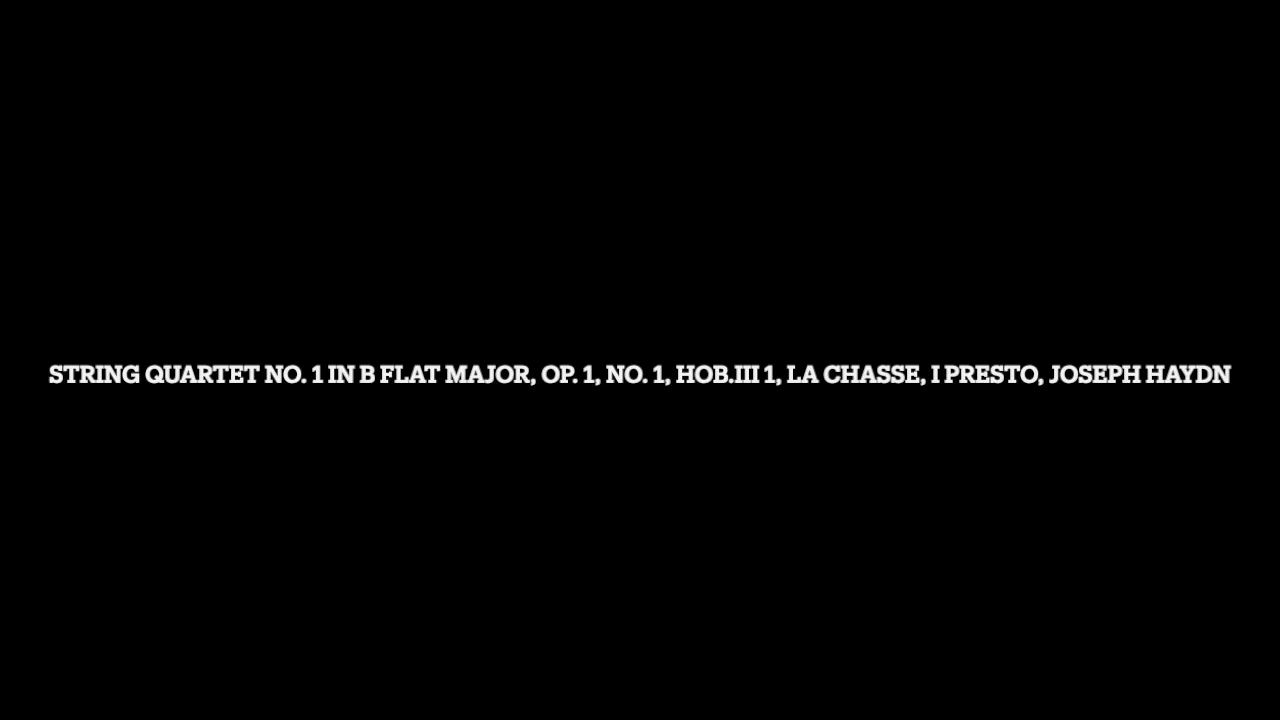 STRING QUARTET NO. 1 IN B FLAT MAJOR, OP. 1, NO. 1, HOB.III 1, LA CHASSE, I PRESTO, JOSEPH HAYDN